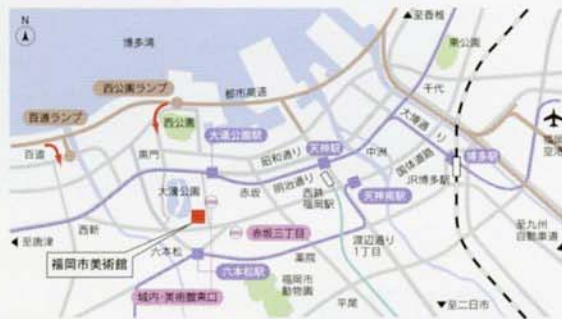 N
▲至香椎
博多湾
東公園
西公園ランプ
都市高速
千代
百道ランプ
西公園
大博通り
百道
黒門
大濠公園駅
昭和通り
天神駅
中洲
博多駅
福岡空港
国体道路
JR博多駅
大濠公園
赤坂
明治通り
西鉄
福岡駅
天神南駅
西新
赤坂三丁目
渡辺通り
1丁目
至九州
自動車道
◀至唐津
六本松
薬院
福岡市美術館
六本松駅
福岡市
動物園
城内・美術館東口
平尾
▼至二日市